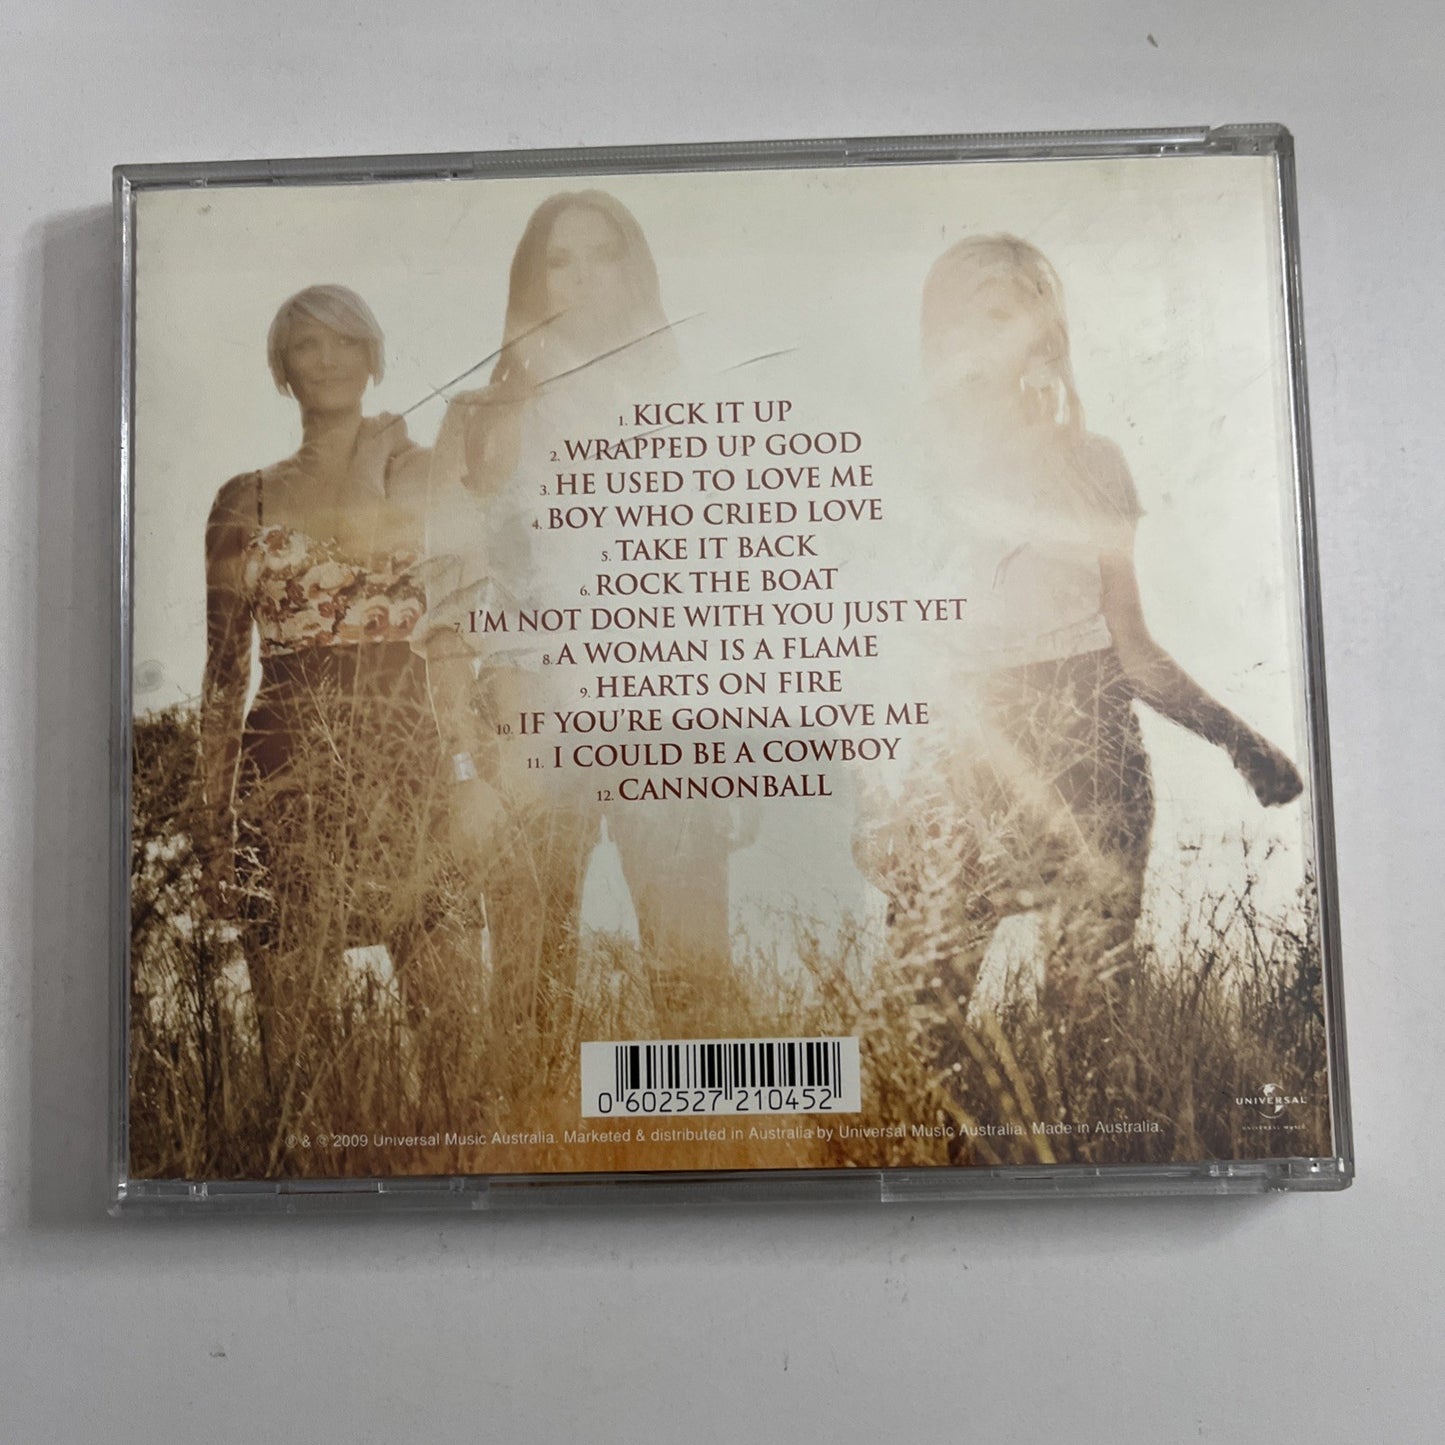 1. KICK IT UP
2. WRAPPED UP GOOD
3. HE USED TO LOVE ME
4. BOY WHO CRIED LOVE
5. TAKE IT BACK
6. ROCK THE BOAT
7. I'M NOT DONE WITH YOU JUST YET
8. A WOMAN IS A FLAME
9. HEARTS ON FIRE
10. IF YOU'RE GONNA LOVE ME
11. I COULD BE A COWBOY
12. CANNONBALL
0 602527 210452
UNIVERSAL
UNIVERSAL MUSIC
℗ & © 2009 Universal Music Australia. Marketed & distributed in Australia by Universal Music Australia. Made in Australia.